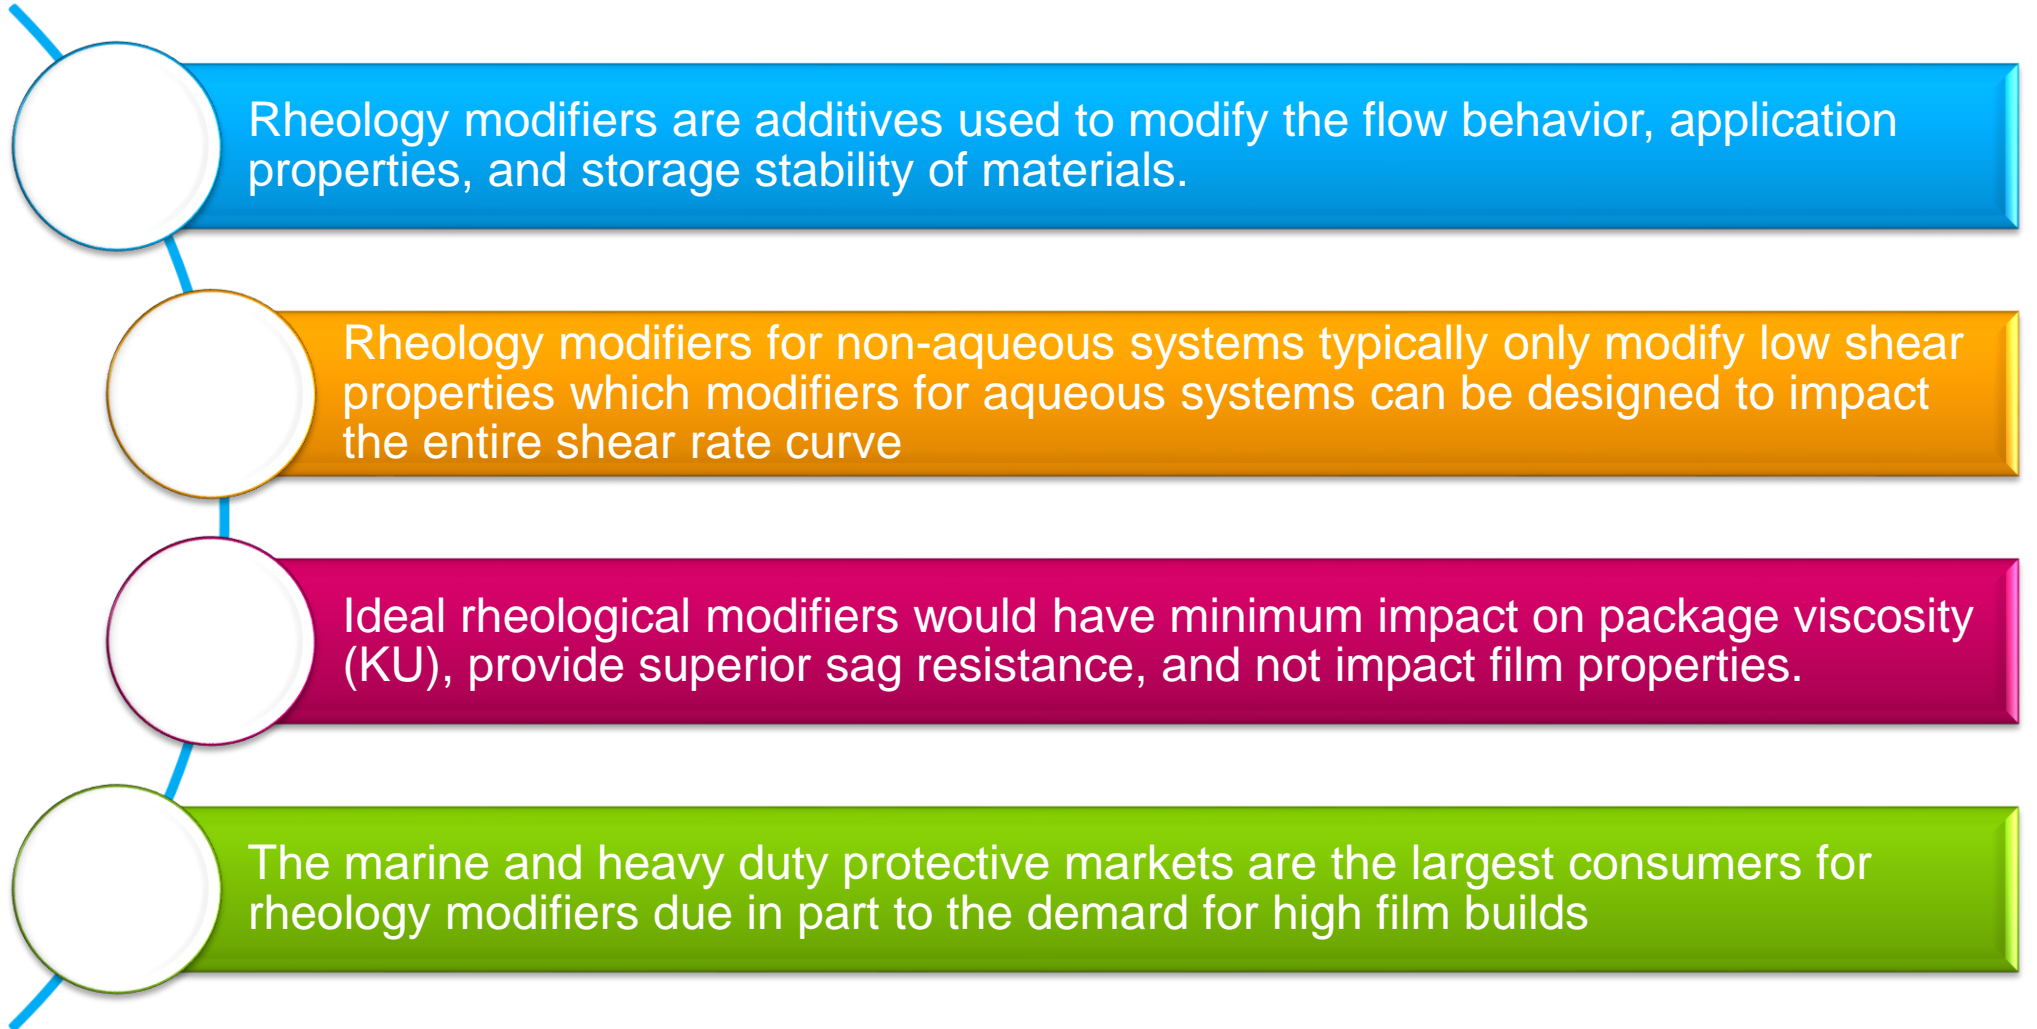 Rheology modifiers are additives used to modify the flow behavior, application
properties, and storage stability of materials.
Rheology modifiers for non-aqueous systems typically only modify low shear
properties which modifiers for aqueous systems can be designed to impact
the entire shear rate curve
Ideal rheological modifiers would have minimum impact on package viscosity
(KU), provide superior sag resistance, and not impact film properties.
The marine and heavy duty protective markets are the largest consumers for
rheology modifiers due in part to the demard for high film builds